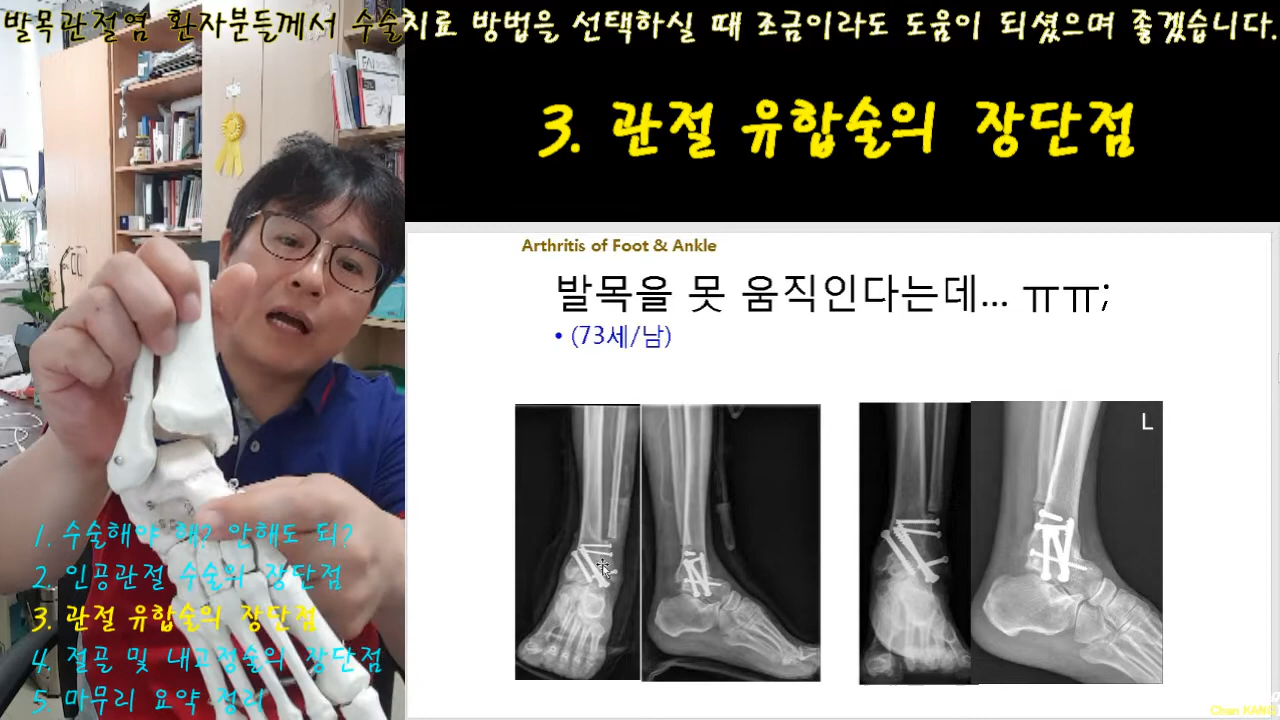 발목관절염 환자분들께서 수술치료 방법을 선택하실 때 조금이라도 도움이 되셨으며 좋겠습니다.
3. 관절 유합술의 장단점
Arthritis of Foot & Ankle
발목을 못 움직인다는데... ㅠㅠ;
• (73세/남)
L
1. 수술해야 해? 안해도 되?
2. 인공관절 수술의 장단점
3. 관절 유합술의 장단점
4. 절골 및 내고정술의 장단점
5. 마무리 요약 정리
Chan KANG